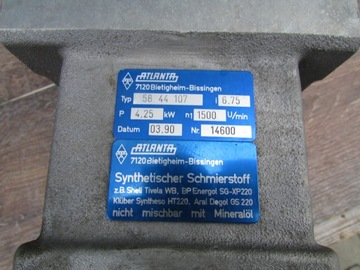 ATLANTA
7120 Bietigheim-Bissingen
Typ 58 44 107 i 6,75
P 4,25 kW n1 1500 U/min
Datum 03.90 Nr. 14600
ATLANTA
7120 Bietigheim-Bissingen
Synthetischer Schmierstoff
z.B. Shell Tivela WB, BP Energol SG-XP220
Klüber Syntheso HT220, Aral Degol GS 220
nicht mischbar mit Mineralöl